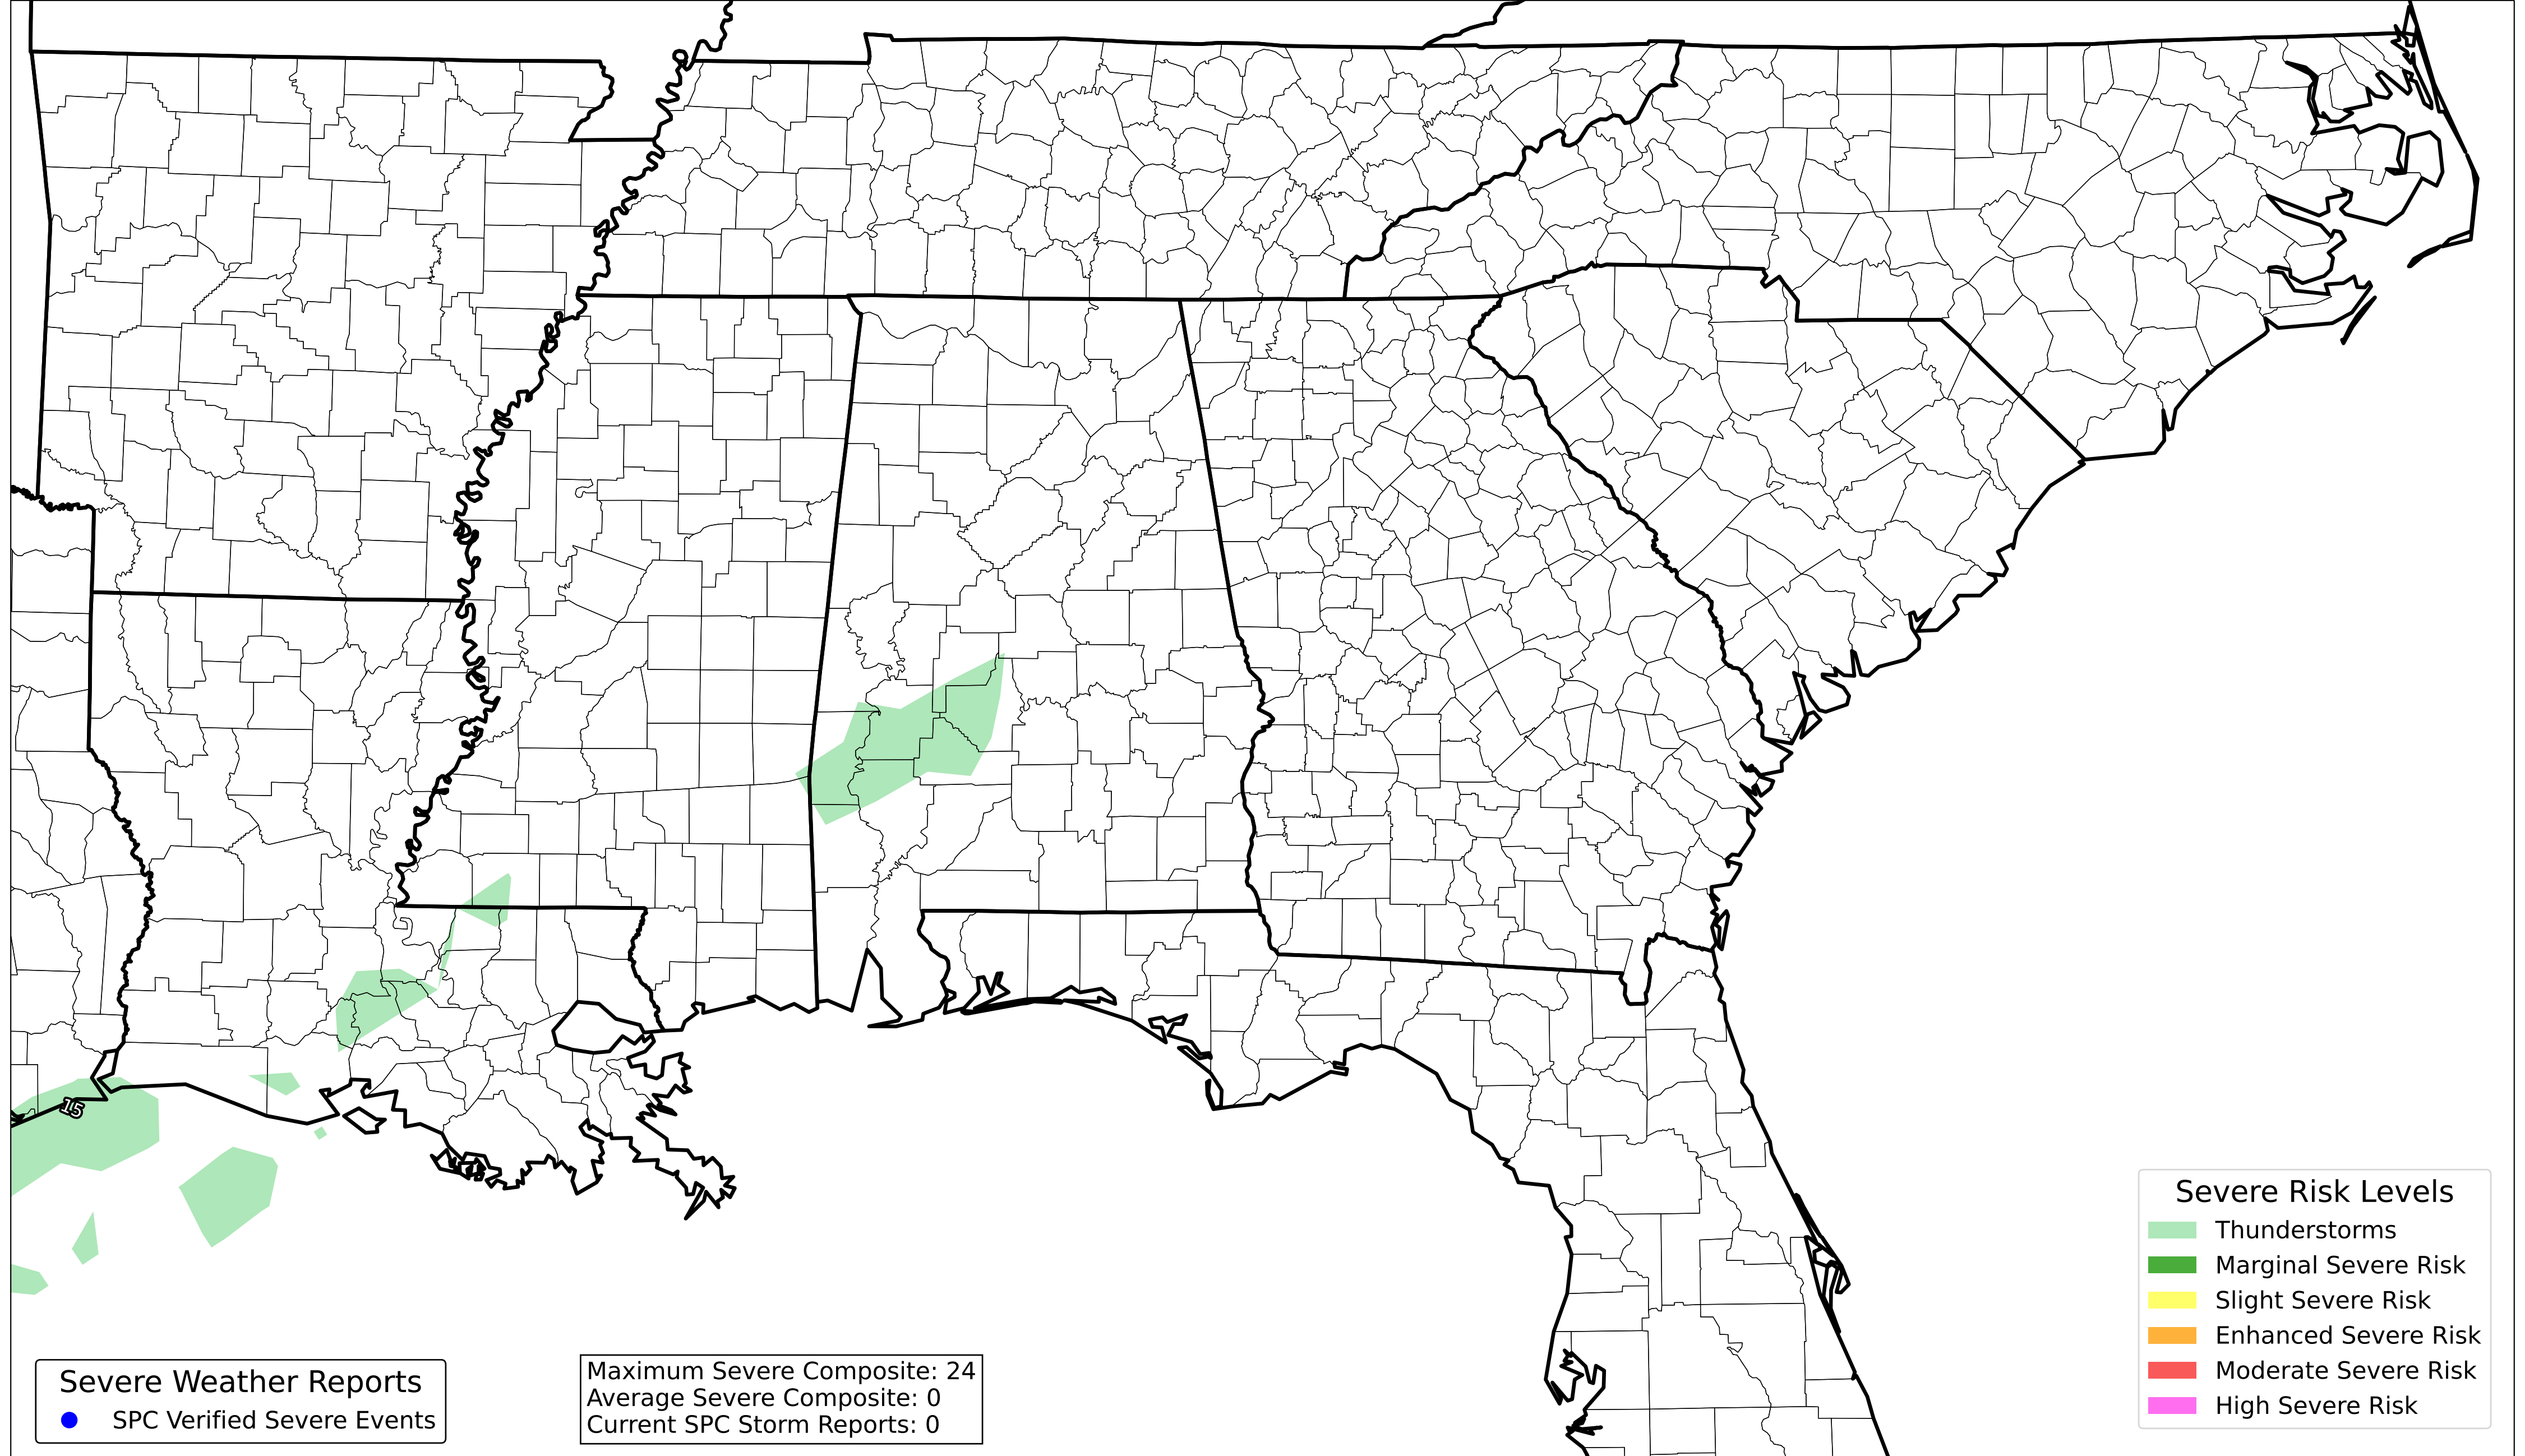 15
Severe Risk Levels
Thunderstorms
Marginal Severe Risk
Slight Severe Risk
Enhanced Severe Risk
Moderate Severe Risk
High Severe Risk
Severe Weather Reports
SPC Verified Severe Events
Maximum Severe Composite: 24
Average Severe Composite: 0
Current SPC Storm Reports: 0